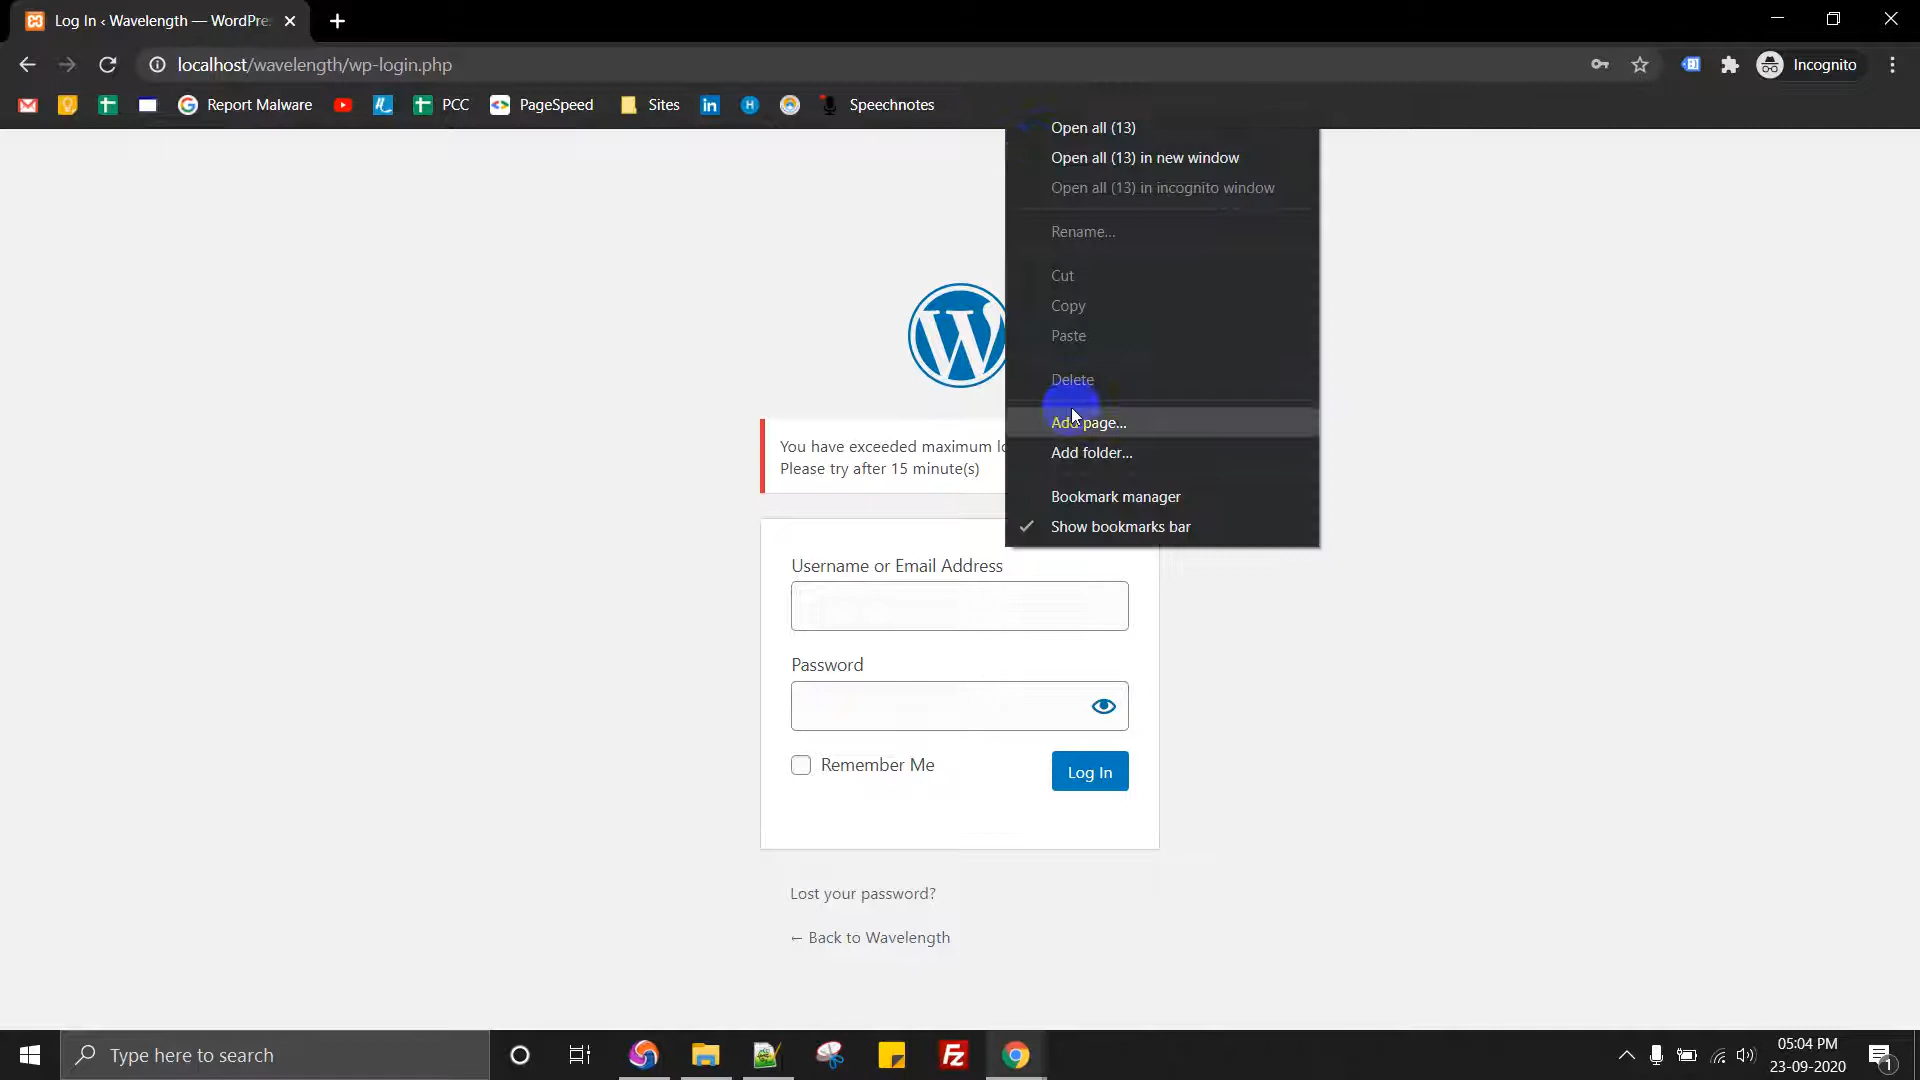 Log In ‹ Wavelength — WordPre
localhost/wavelength/wp-login.php
Incognito
Report Malware
PCC
PageSpeed
Sites
Speechnotes
Open all (13)
Open all (13) in new window
Open all (13) in incognito window
Rename...
Cut
Copy
Paste
Delete
Add page...
Add folder...
Bookmark manager
Show bookmarks bar
You have exceeded maximum
Please try after 15 minute(s)
Username or Email Address
Password
Remember Me
Log In
Lost your password?
← Back to Wavelength
Type here to search
05:04 PM
23-09-2020
1